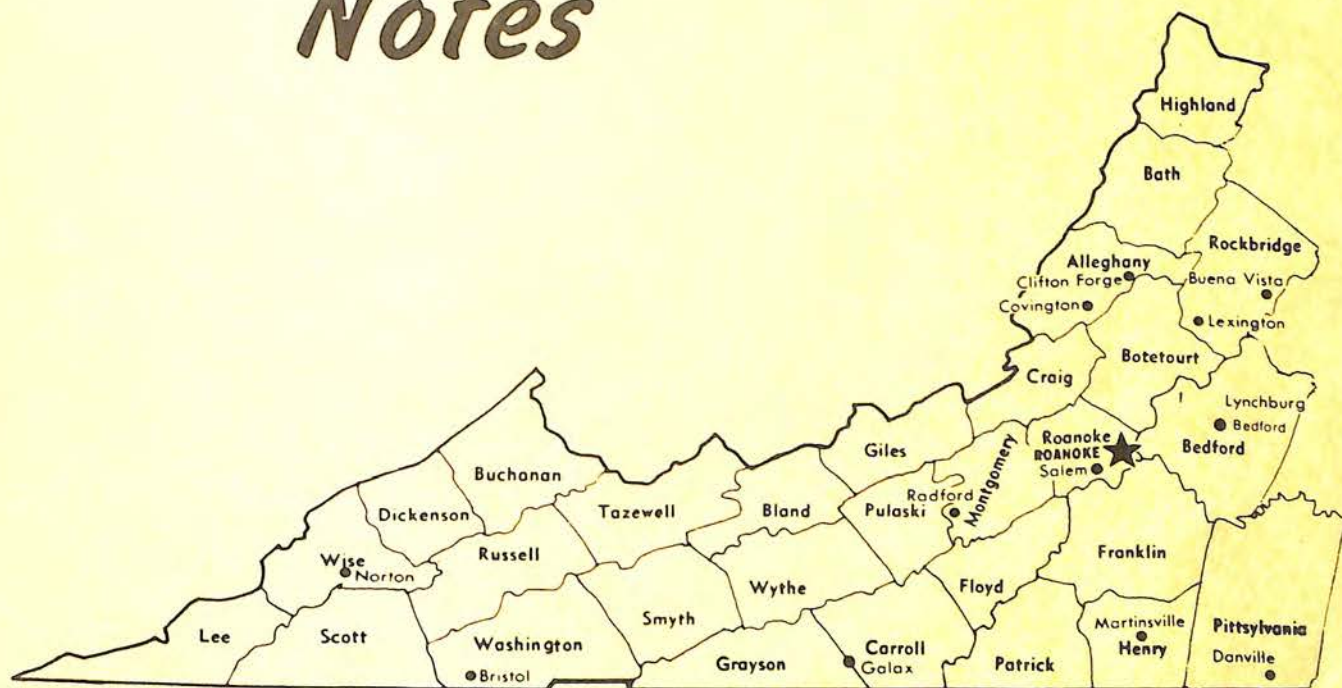 Notes
Highland
Bath
Rockbridge
Alleghany
Clifton Forge
Buena Vista
Covington
Lexington
Botetourt
Craig
Lynchburg
Bedford
Bedford
Roanoke
ROANOKE
Salem
Giles
Montgomery
Radford
Pulaski
Buchanan
Dickenson
Tazewell
Bland
Franklin
Wise
Norton
Russell
Wythe
Floyd
Smyth
Lee
Scott
Washington
Bristol
Grayson
Carroll
Galax
Patrick
Martinsville
Henry
Pittsylvania
Danville